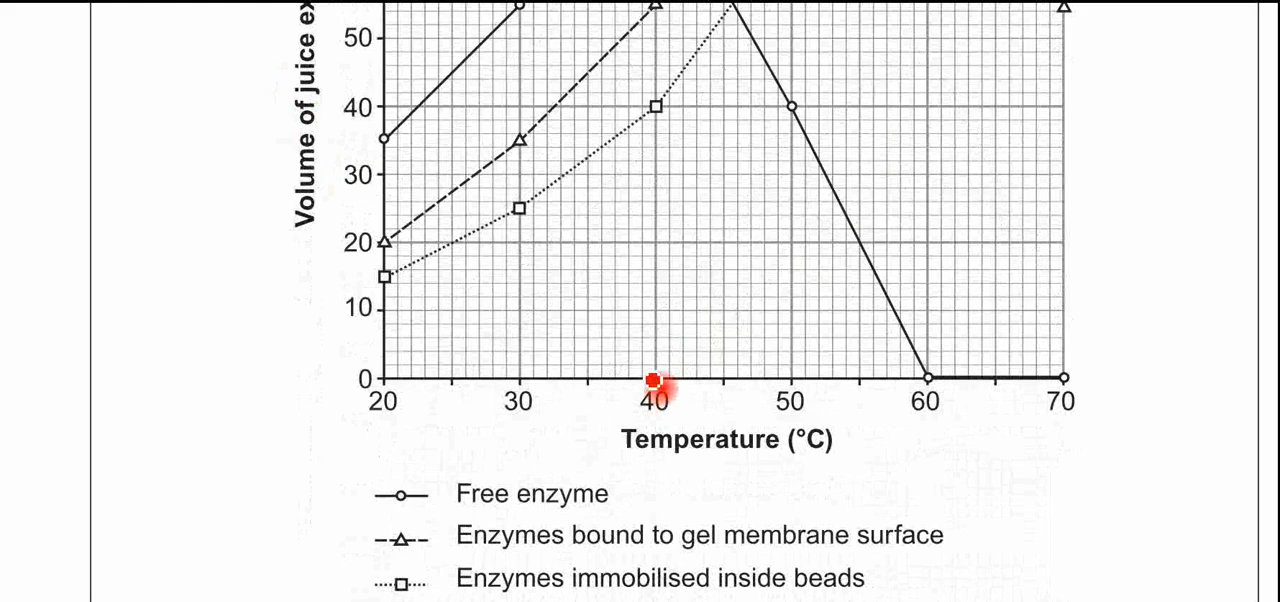 Volume of juice ex
50
40
30
20
10
0
20 30 40 50 60 70
Temperature (°C)
Free enzyme
Enzymes bound to gel membrane surface
Enzymes immobilised inside beads